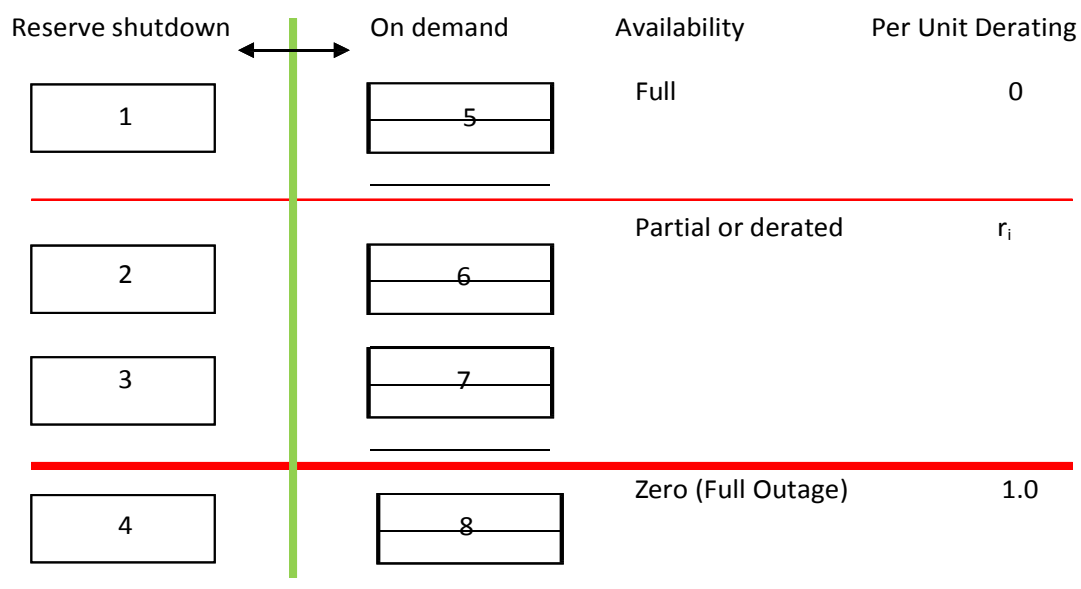 Reserve shutdown On demand Availability Per Unit Derating
Full 0
1 5
Partial or derated rᵢ
2 6
3 7
Zero (Full Outage) 1.0
4 8